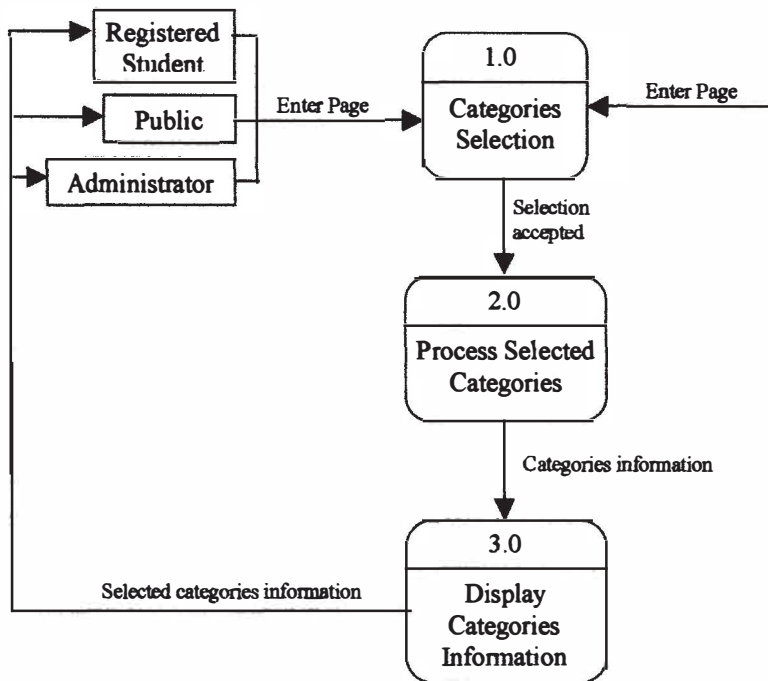 Registered
Student
Public
Administrator
Enter Page
1.0
Categories
Selection
Enter Page
Selection
accepted
2.0
Process Selected
Categories
Categories information
3.0
Display
Categories
Information
Selected categories information